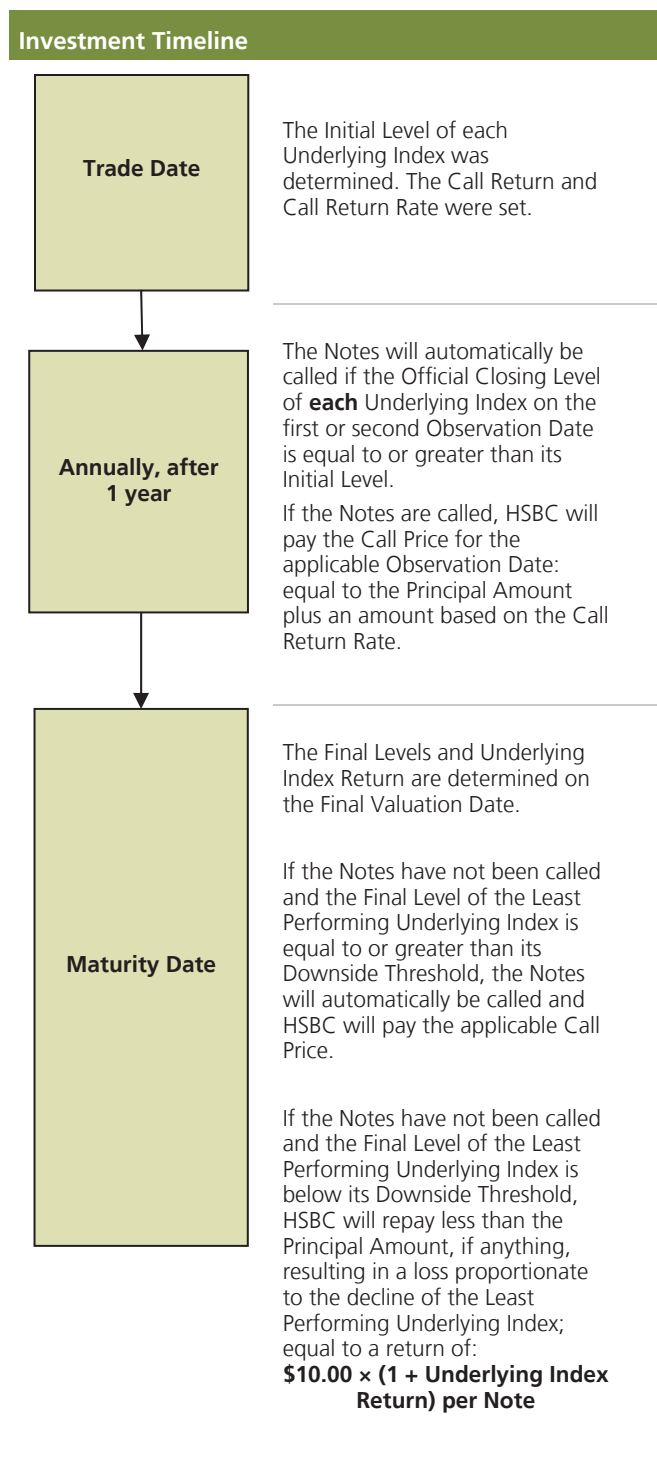 Investment Timeline
Trade Date
The Initial Level of each
Underlying Index was
determined. The Call Return and
Call Return Rate were set.
Annually, after
1 year
The Notes will automatically be
called if the Official Closing Level
of each Underlying Index on the
first or second Observation Date
is equal to or greater than its
Initial Level.
If the Notes are called, HSBC will
pay the Call Price for the
applicable Observation Date:
equal to the Principal Amount
plus an amount based on the Call
Return Rate.
Maturity Date
The Final Levels and Underlying
Index Return are determined on
the Final Valuation Date.
If the Notes have not been called
and the Final Level of the Least
Performing Underlying Index is
equal to or greater than its
Downside Threshold, the Notes
will automatically be called and
HSBC will pay the applicable Call
Price.
If the Notes have not been called
and the Final Level of the Least
Performing Underlying Index is
below its Downside Threshold,
HSBC will repay less than the
Principal Amount, if anything,
resulting in a loss proportionate
to the decline of the Least
Performing Underlying Index;
equal to a return of:
$10.00 × (1 + Underlying Index
Return) per Note